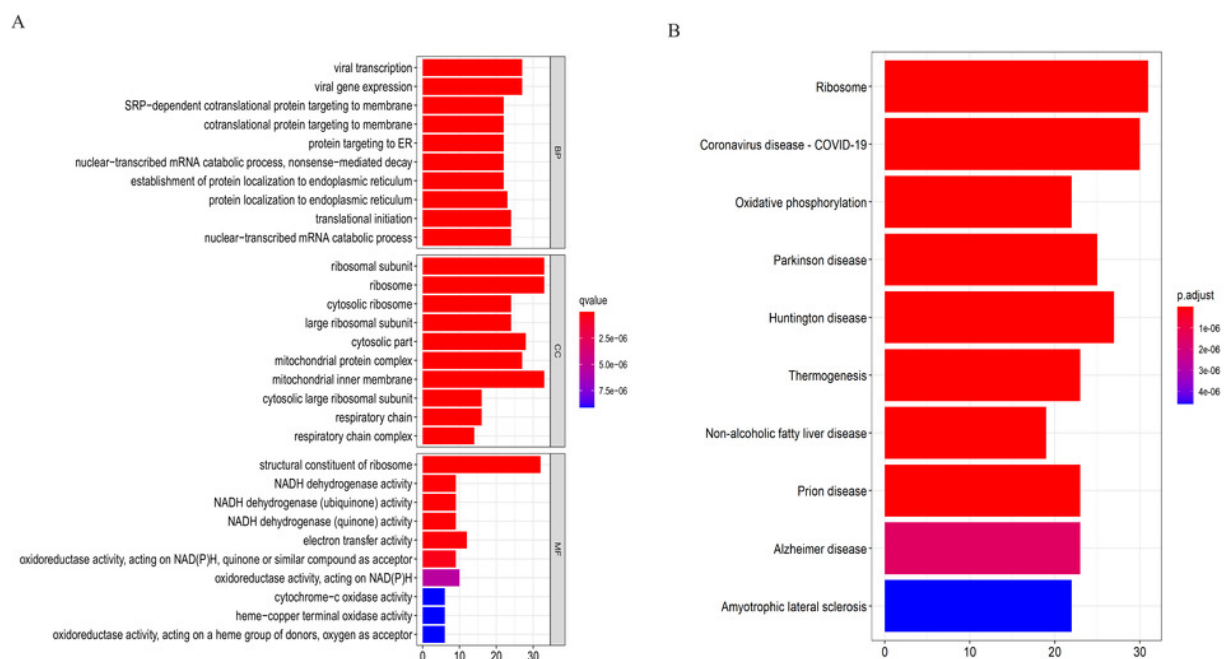 A
viral transcription
viral gene expression
SRP−dependent cotranslational protein targeting to membrane
cotranslational protein targeting to membrane
protein targeting to ER
nuclear−transcribed mRNA catabolic process, nonsense−mediated decay
establishment of protein localization to endoplasmic reticulum
protein localization to endoplasmic reticulum
translational initiation
nuclear−transcribed mRNA catabolic process
BP
ribosomal subunit
ribosome
cytosolic ribosome
large ribosomal subunit
cytosolic part
mitochondrial protein complex
mitochondrial inner membrane
cytosolic large ribosomal subunit
respiratory chain
respiratory chain complex
CC
structural constituent of ribosome
NADH dehydrogenase activity
NADH dehydrogenase (ubiquinone) activity
NADH dehydrogenase (quinone) activity
electron transfer activity
oxidoreductase activity, acting on NAD(P)H, quinone or similar compound as acceptor
oxidoreductase activity, acting on NAD(P)H
cytochrome−c oxidase activity
heme−copper terminal oxidase activity
oxidoreductase activity, acting on a heme group of donors, oxygen as acceptor
MF
0 10 20 30
qvalue
2.5e−06
5.0e−06
7.5e−06
B
Ribosome
Coronavirus disease - COVID-19
Oxidative phosphorylation
Parkinson disease
Huntington disease
Thermogenesis
Non-alcoholic fatty liver disease
Prion disease
Alzheimer disease
Amyotrophic lateral sclerosis
0 10 20 30
p.adjust
1e-06
2e-06
3e-06
4e-06